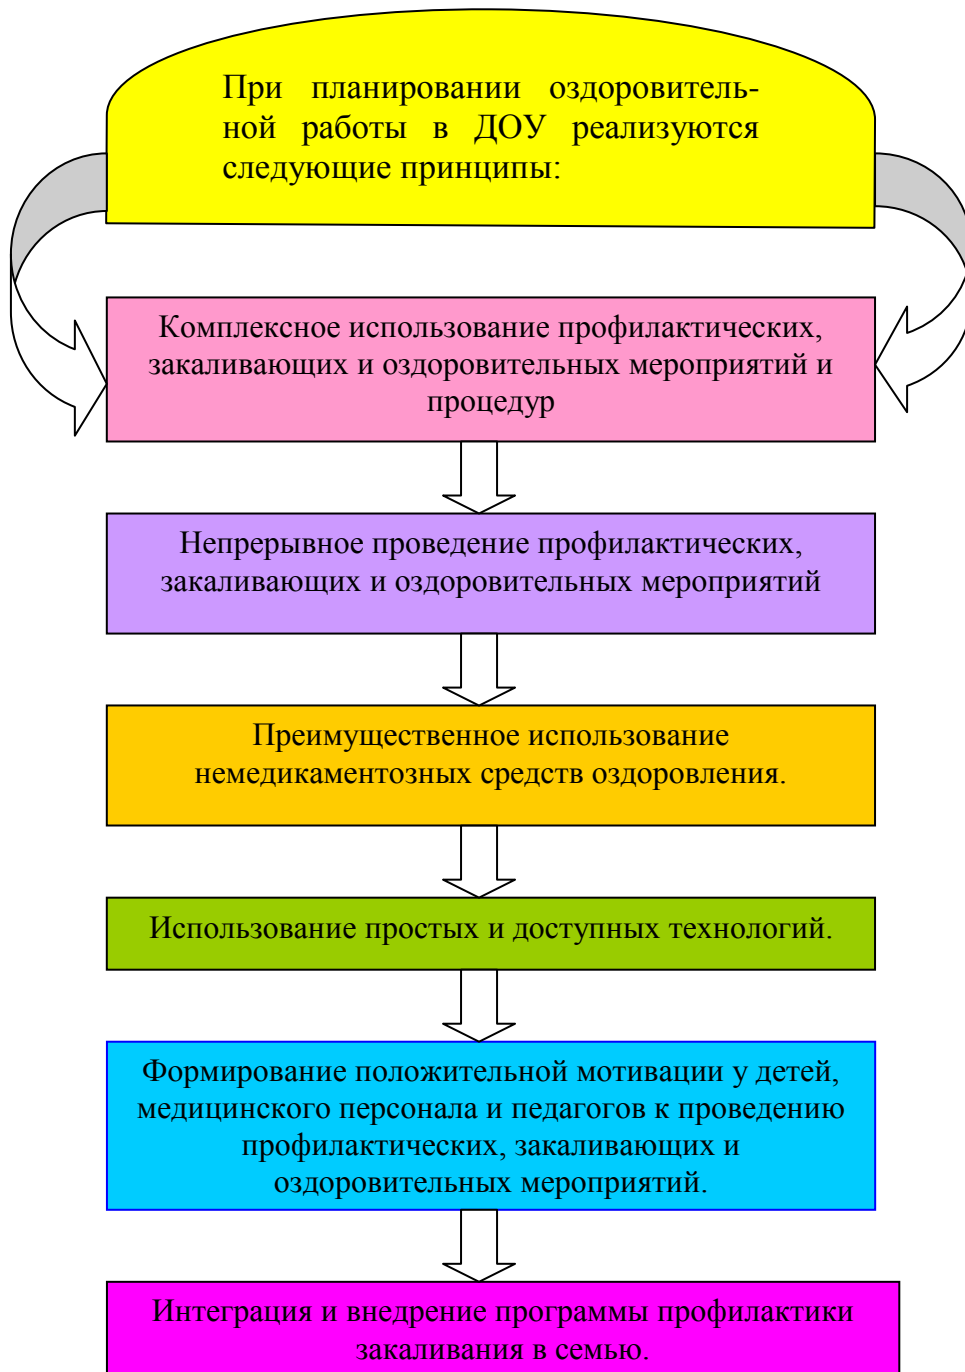 При планировании оздоровитель-
ной работы в ДОУ реализуются
следующие принципы:
Комплексное использование профилактических,
закаливающих и оздоровительных мероприятий и
процедур
Непрерывное проведение профилактических,
закаливающих и оздоровительных мероприятий
Преимущественное использование
немедикаментозных средств оздоровления.
Использование простых и доступных технологий.
Формирование положительной мотивации у детей,
медицинского персонала и педагогов к проведению
профилактических, закаливающих и
оздоровительных мероприятий.
Интеграция и внедрение программы профилактики
закаливания в семью.